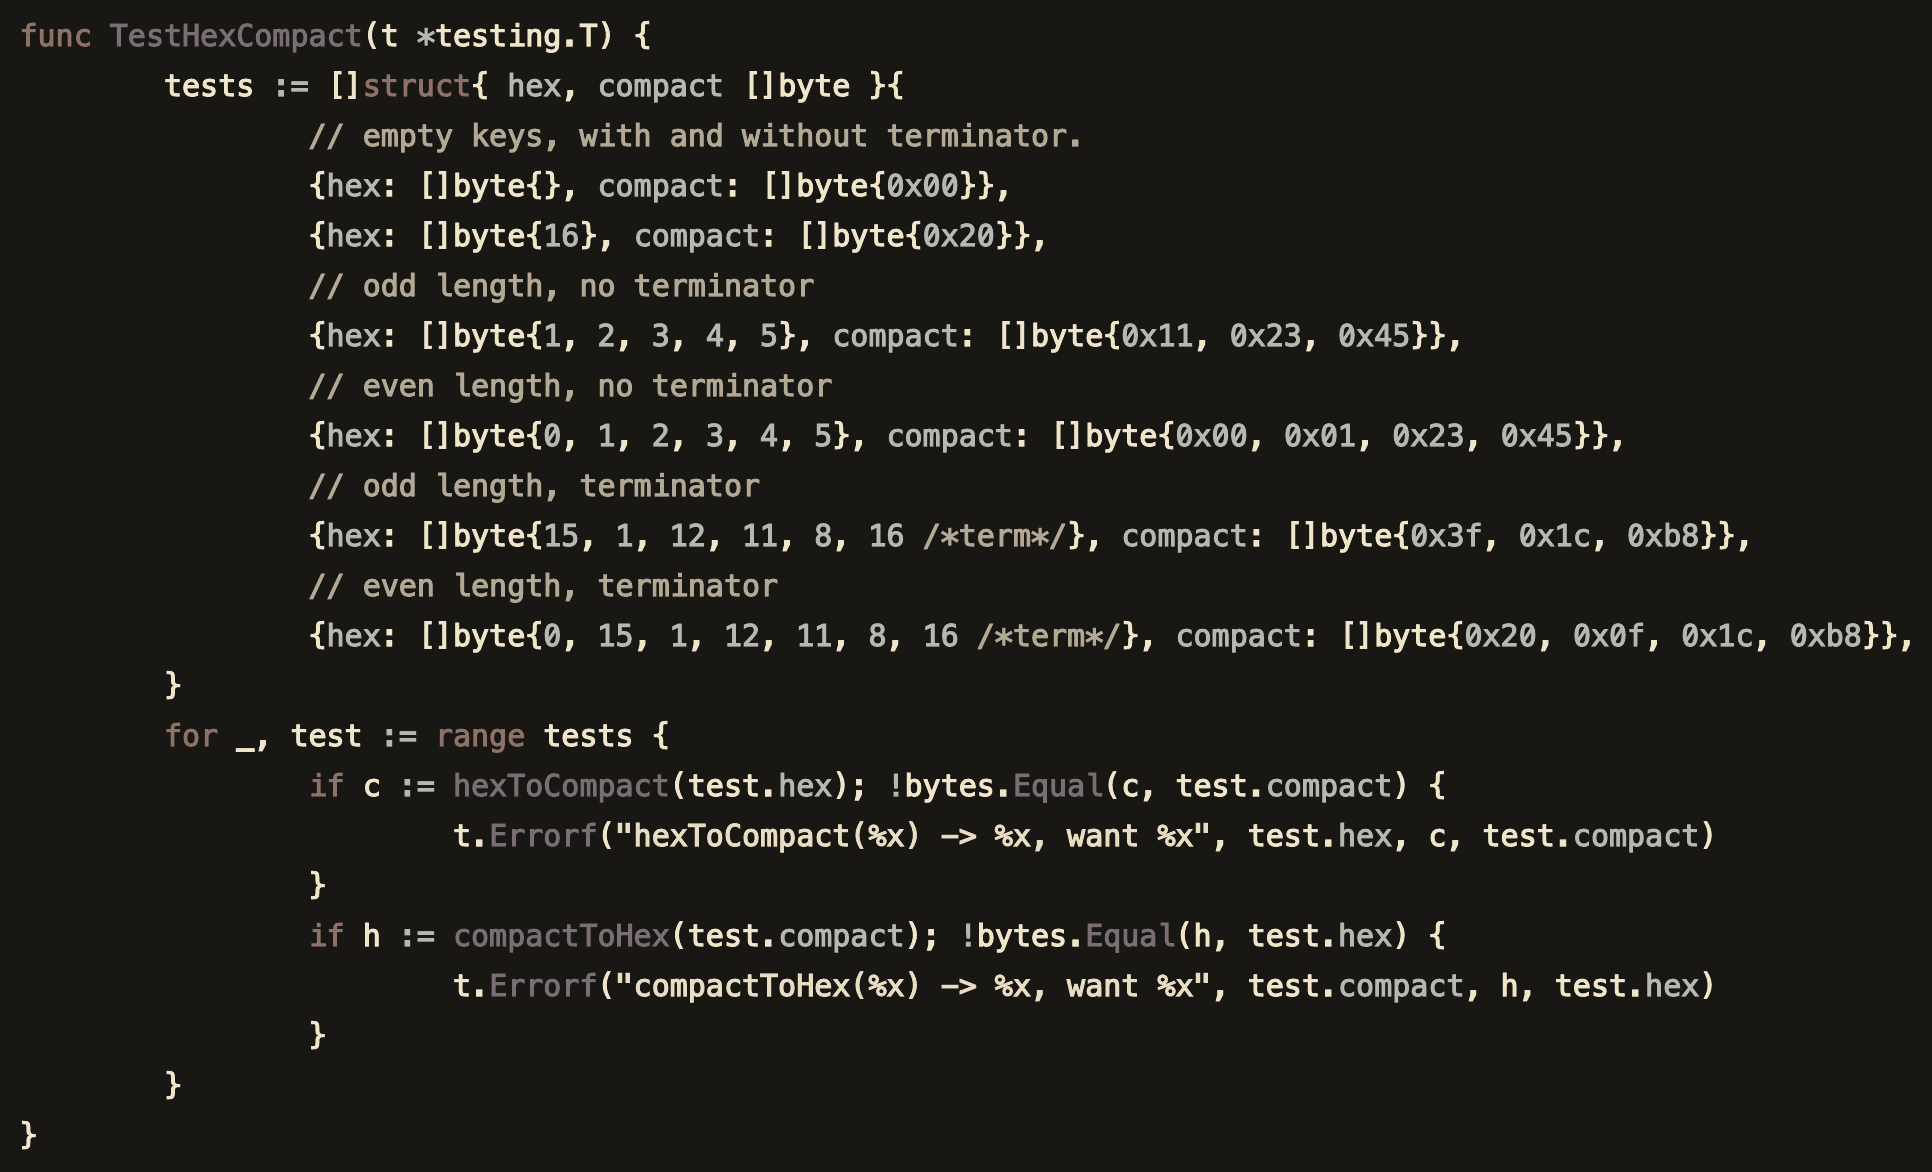 func TestHexCompact(t *testing.T) {
        tests := []struct{ hex, compact []byte }{
                // empty keys, with and without terminator.
                {hex: []byte{}, compact: []byte{0x00}},
                {hex: []byte{16}, compact: []byte{0x20}},
                // odd length, no terminator
                {hex: []byte{1, 2, 3, 4, 5}, compact: []byte{0x11, 0x23, 0x45}},
                // even length, no terminator
                {hex: []byte{0, 1, 2, 3, 4, 5}, compact: []byte{0x00, 0x01, 0x23, 0x45}},
                // odd length, terminator
                {hex: []byte{15, 1, 12, 11, 8, 16 /*term*/}, compact: []byte{0x3f, 0x1c, 0xb8}},
                // even length, terminator
                {hex: []byte{0, 15, 1, 12, 11, 8, 16 /*term*/}, compact: []byte{0x20, 0x0f, 0x1c, 0xb8}},
        }
        for _, test := range tests {
                if c := hexToCompact(test.hex); !bytes.Equal(c, test.compact) {
                        t.Errorf("hexToCompact(%x) -> %x, want %x", test.hex, c, test.compact)
                }
                if h := compactToHex(test.compact); !bytes.Equal(h, test.hex) {
                        t.Errorf("compactToHex(%x) -> %x, want %x", test.compact, h, test.hex)
                }
        }
}